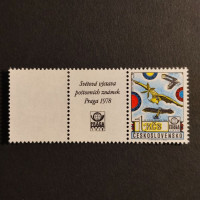 Světová výstava
poštovních známek
Praga 1978
PRAGA
1978
1 Kčs
ČESKOSLOVENSKO